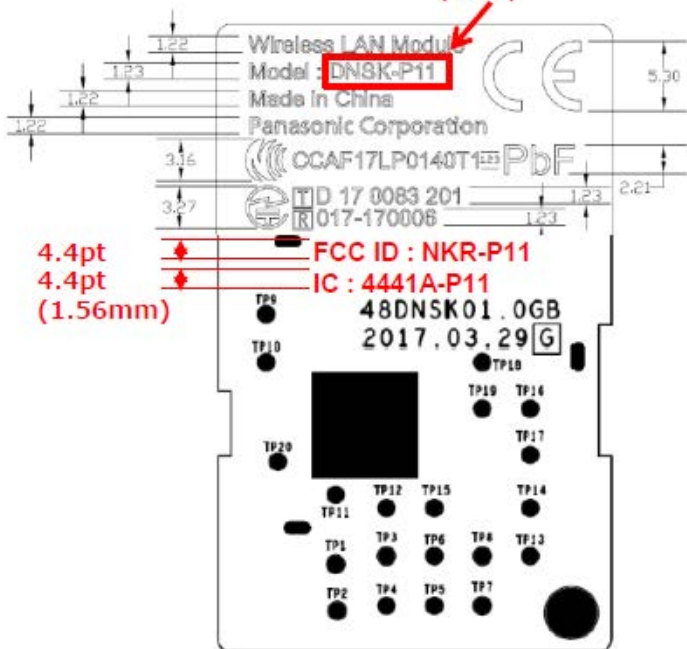 1.22 Wireless LAN Module
1.23 Model : DNSK-P11 CE 5.30
1.22 Made in China
1.22 Panasonic Corporation
3.16 CCAF17LP0140T1 1.23 PbF 2.21
3.27 T D 17 0083 201 1.23
R 017-170006 1.23
4.4pt FCC ID : NKR-P11
4.4pt IC : 4441A-P11
(1.56mm)
TP9 48DNSK01.0GB
TP10 2017.03.29 G
TP18
TP19 TP16
TP17
TP20
TP12 TP15 TP14
TP11
TP1 TP3 TP6 TP8 TP13
TP2 TP4 TP5 TP7